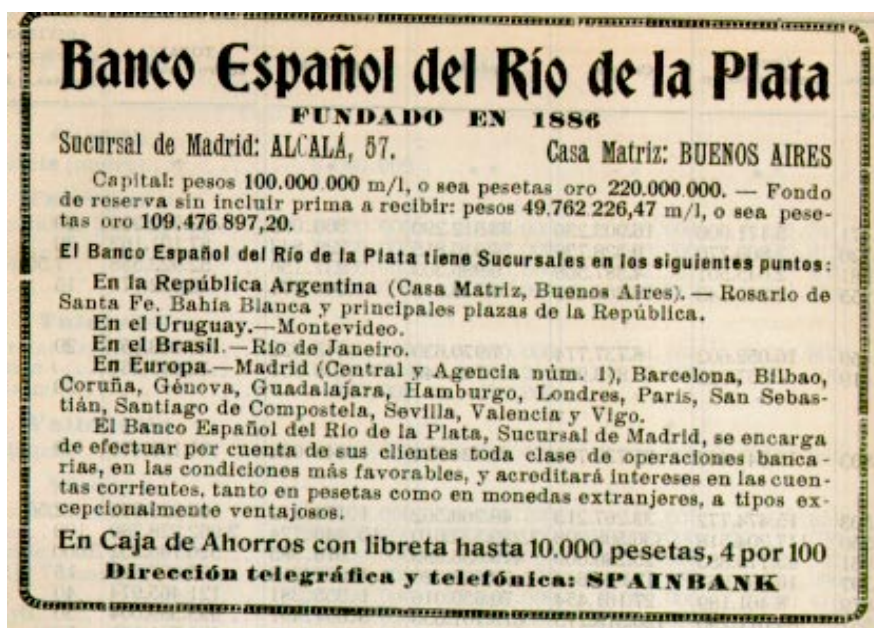 Banco Español del Río de la Plata
FUNDADO EN 1886
Sucursal de Madrid: ALCALÁ, 57. Casa Matriz: BUENOS AIRES
Capital: pesos 100.000.000 m/l, o sea pesetas oro 220.000.000. — Fondo
de reserva sin incluir prima a recibir: pesos 49.762 226,47 m/l, o sea pese-
tas oro 109.476 897,20.
El Banco Español del Río de la Plata tiene Sucursales en los siguientes puntos:
En la República Argentina (Casa Matriz, Buenos Aires). — Rosario de
Santa Fe, Bahía Blanca y principales plazas de la República.
En el Uruguay.—Montevideo.
En el Brasil.—Río de Janeiro.
En Europa.—Madrid (Central y Agencia núm. 1), Barcelona, Bilbao,
Coruña, Génova, Guadalajara, Hamburgo, Londres, París, San Sebas-
tián, Santiago de Compostela, Sevilla, Valencia y Vigo.
El Banco Español del Río de la Plata, Sucursal de Madrid, se encarga
de efectuar por cuenta de sus clientes toda clase de operaciones banca-
rias, en las condiciones más favorables, y acreditará intereses en las cuen-
tas corrientes, tanto en pesetas como en monedas extranjeros, a tipos ex-
cepcionalmente ventajosos.
En Caja de Ahorros con libreta hasta 10.000 pesetas, 4 por 100
Dirección telegráfica y telefónica: SPAINBANK